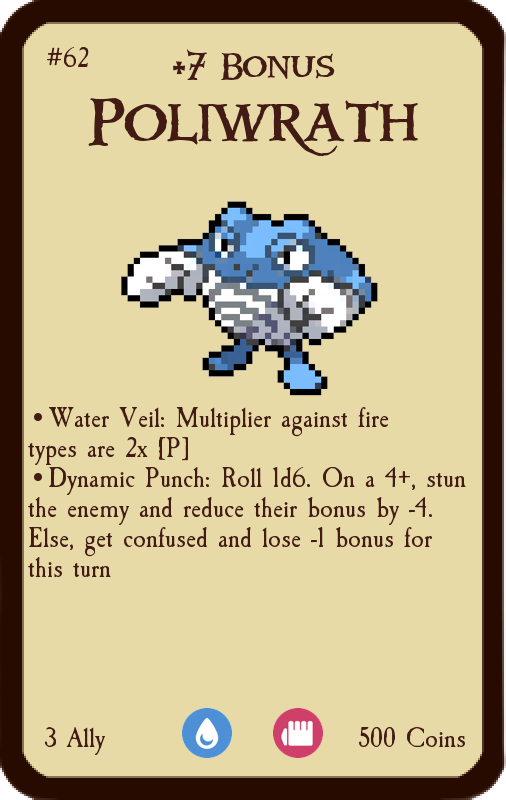 #62
+7 Bonus
Poliwrath
• Water Veil: Multiplier against fire
types are 2x [P]
• Dynamic Punch: Roll 1d6. On a 4+, stun
the enemy and reduce their bonus by -4.
Else, get confused and lose -1 bonus for
this turn
3 Ally 500 Coins